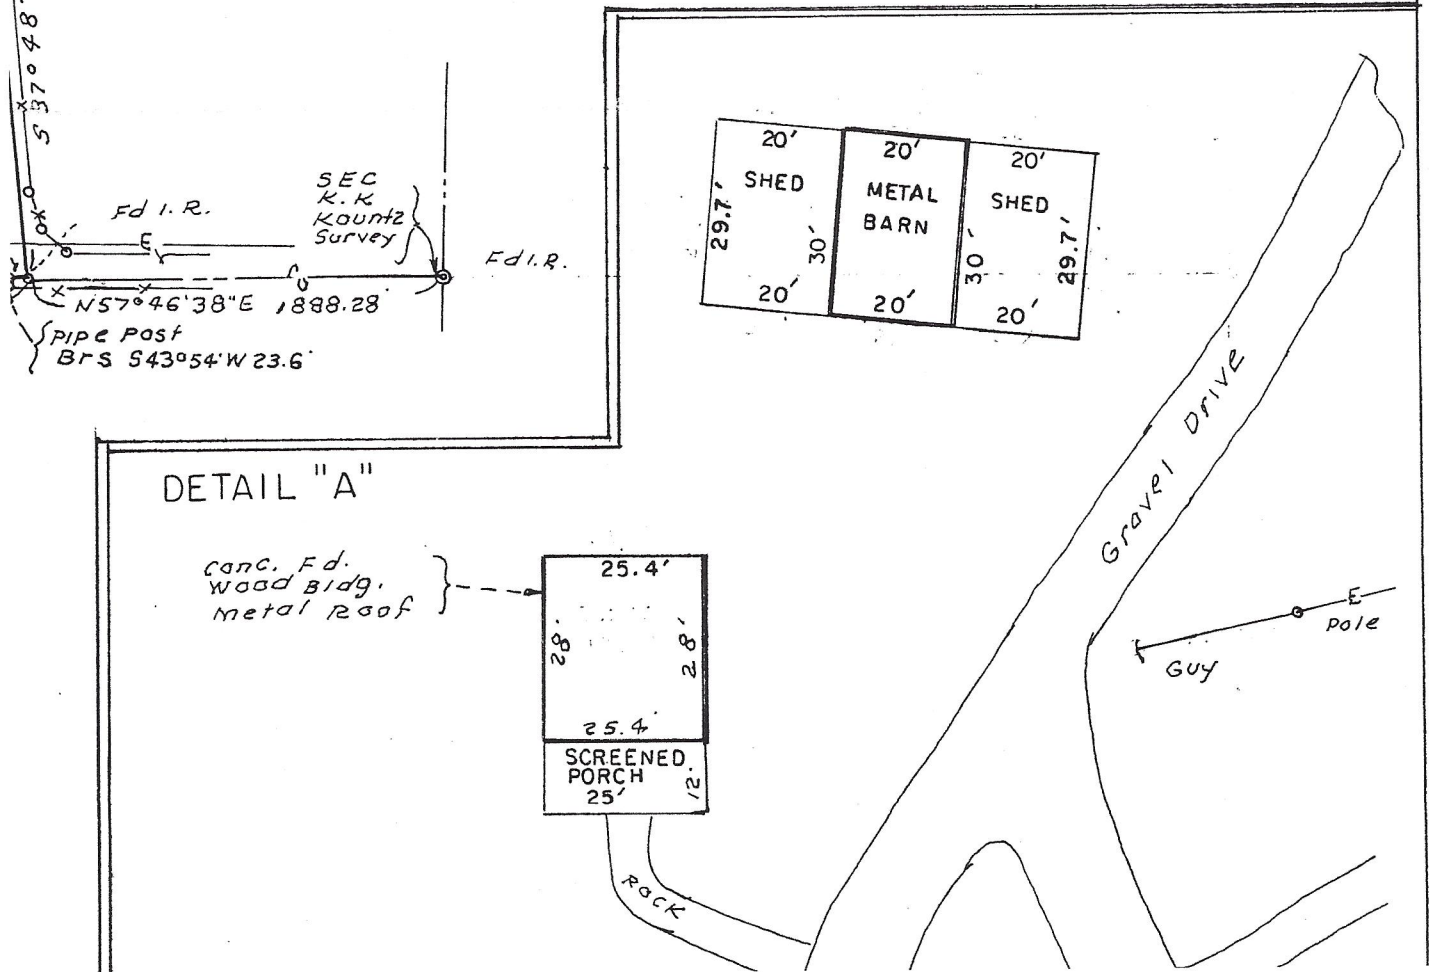 S 37° 48'
Fd I.R.
E
SEC
K.K
Kountz
Survey
Fd I.R.
N57°46'38"E 1888.28'
Pipe Post
Brs S43°54'W 23.6'
20'
20'
20'
SHED
METAL
BARN
SHED
29.7'
30'
30'
29.7'
20'
20'
20'
Gravel Drive
DETAIL "A"
Conc. Fd.
Wood Bldg.
Metal Roof
25.4'
28'
28'
25.4'
SCREENED
PORCH
25'
12'
Rock
E
Pole
Guy